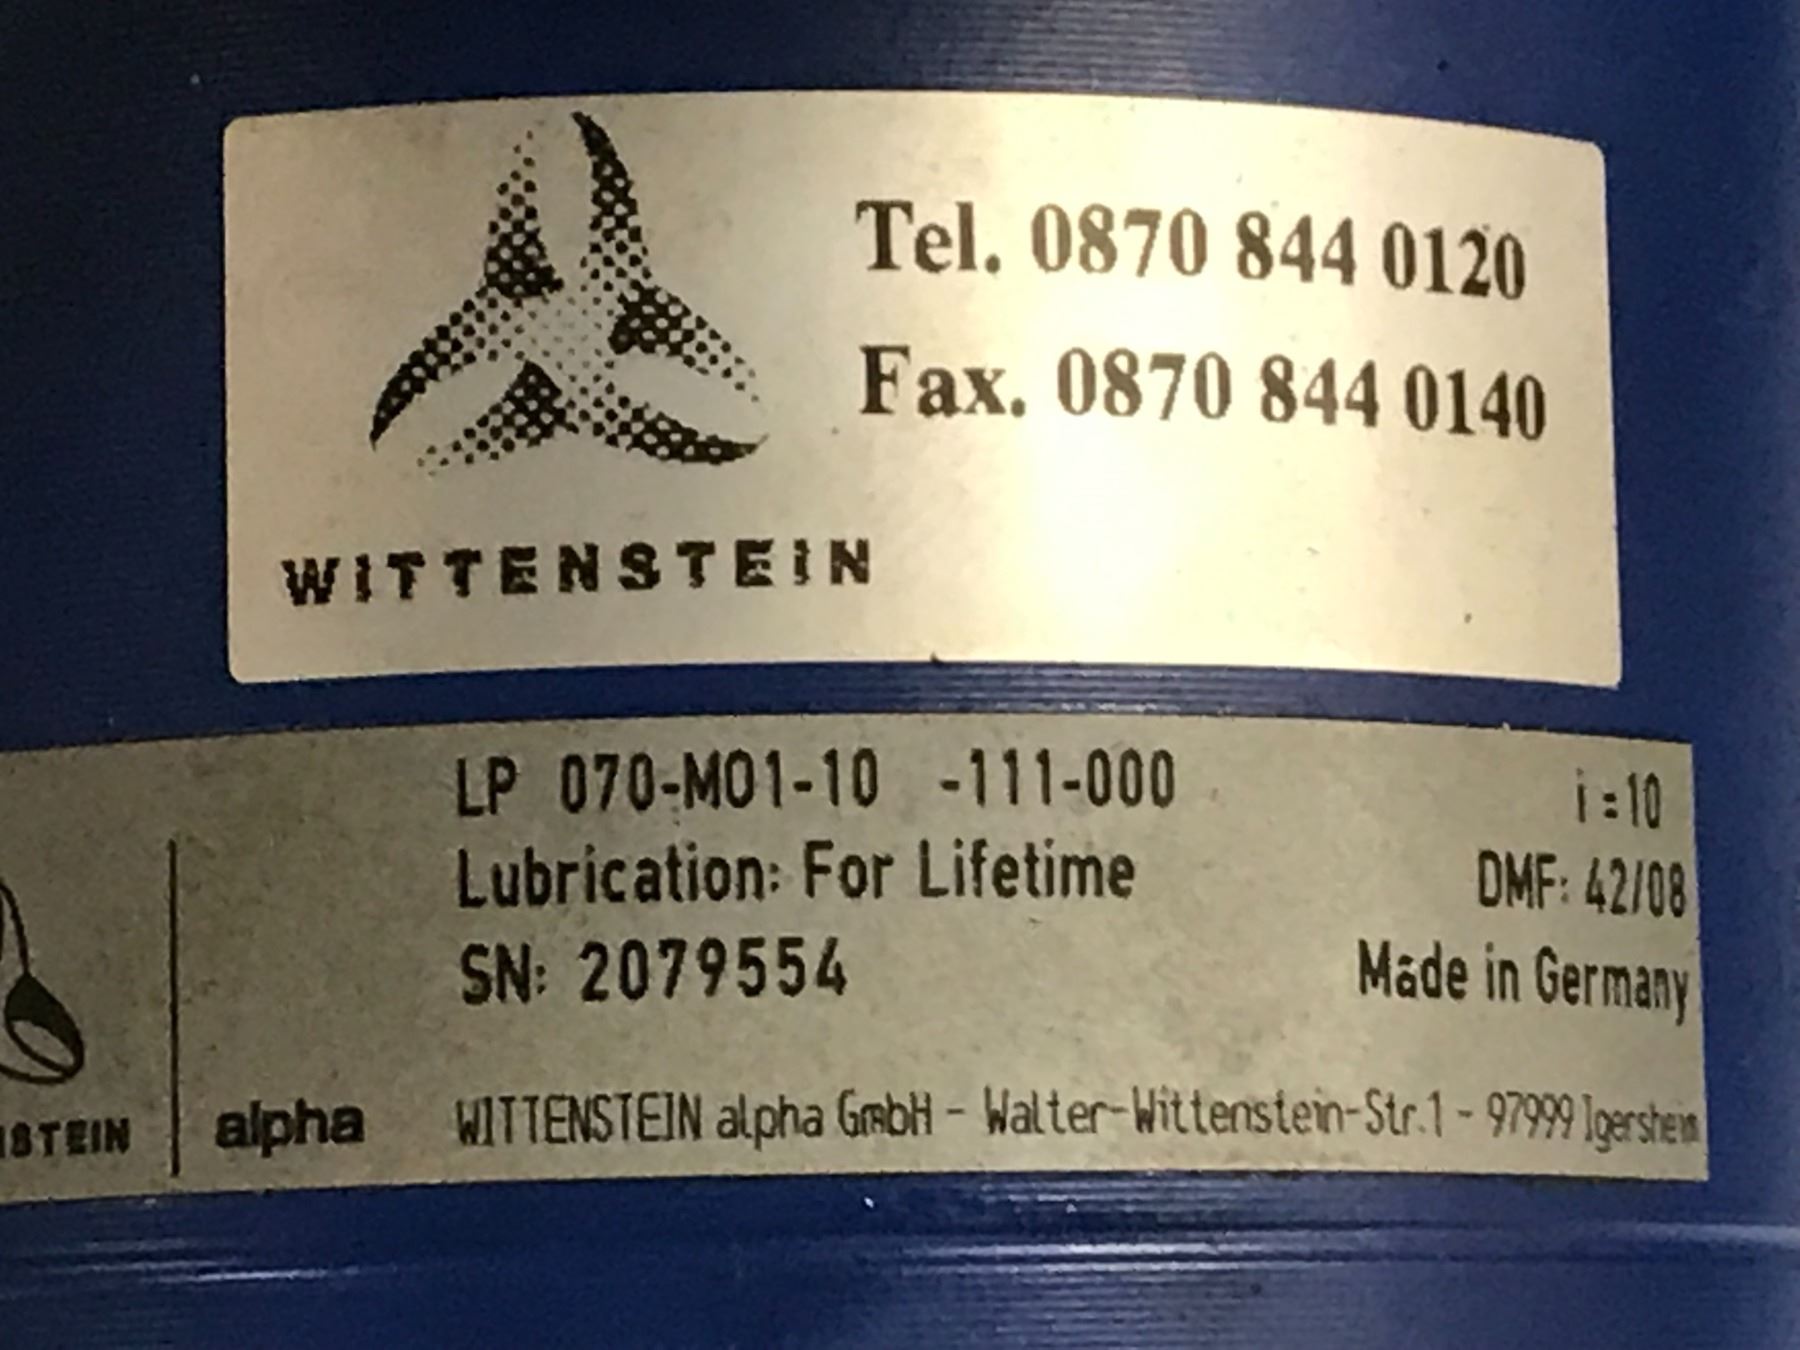 Tel. 0870 844 0120
Fax. 0870 844 0140
WITTENSTEIN
LP 070-MO1-10 -111-000 i=10
Lubrication: For Lifetime DMF: 42/08
SN: 2079554 Made in Germany
STEIN alpha WITTENSTEIN alpha GmbH - Walter-Wittenstein-Str.1 - 97999 Igersheim